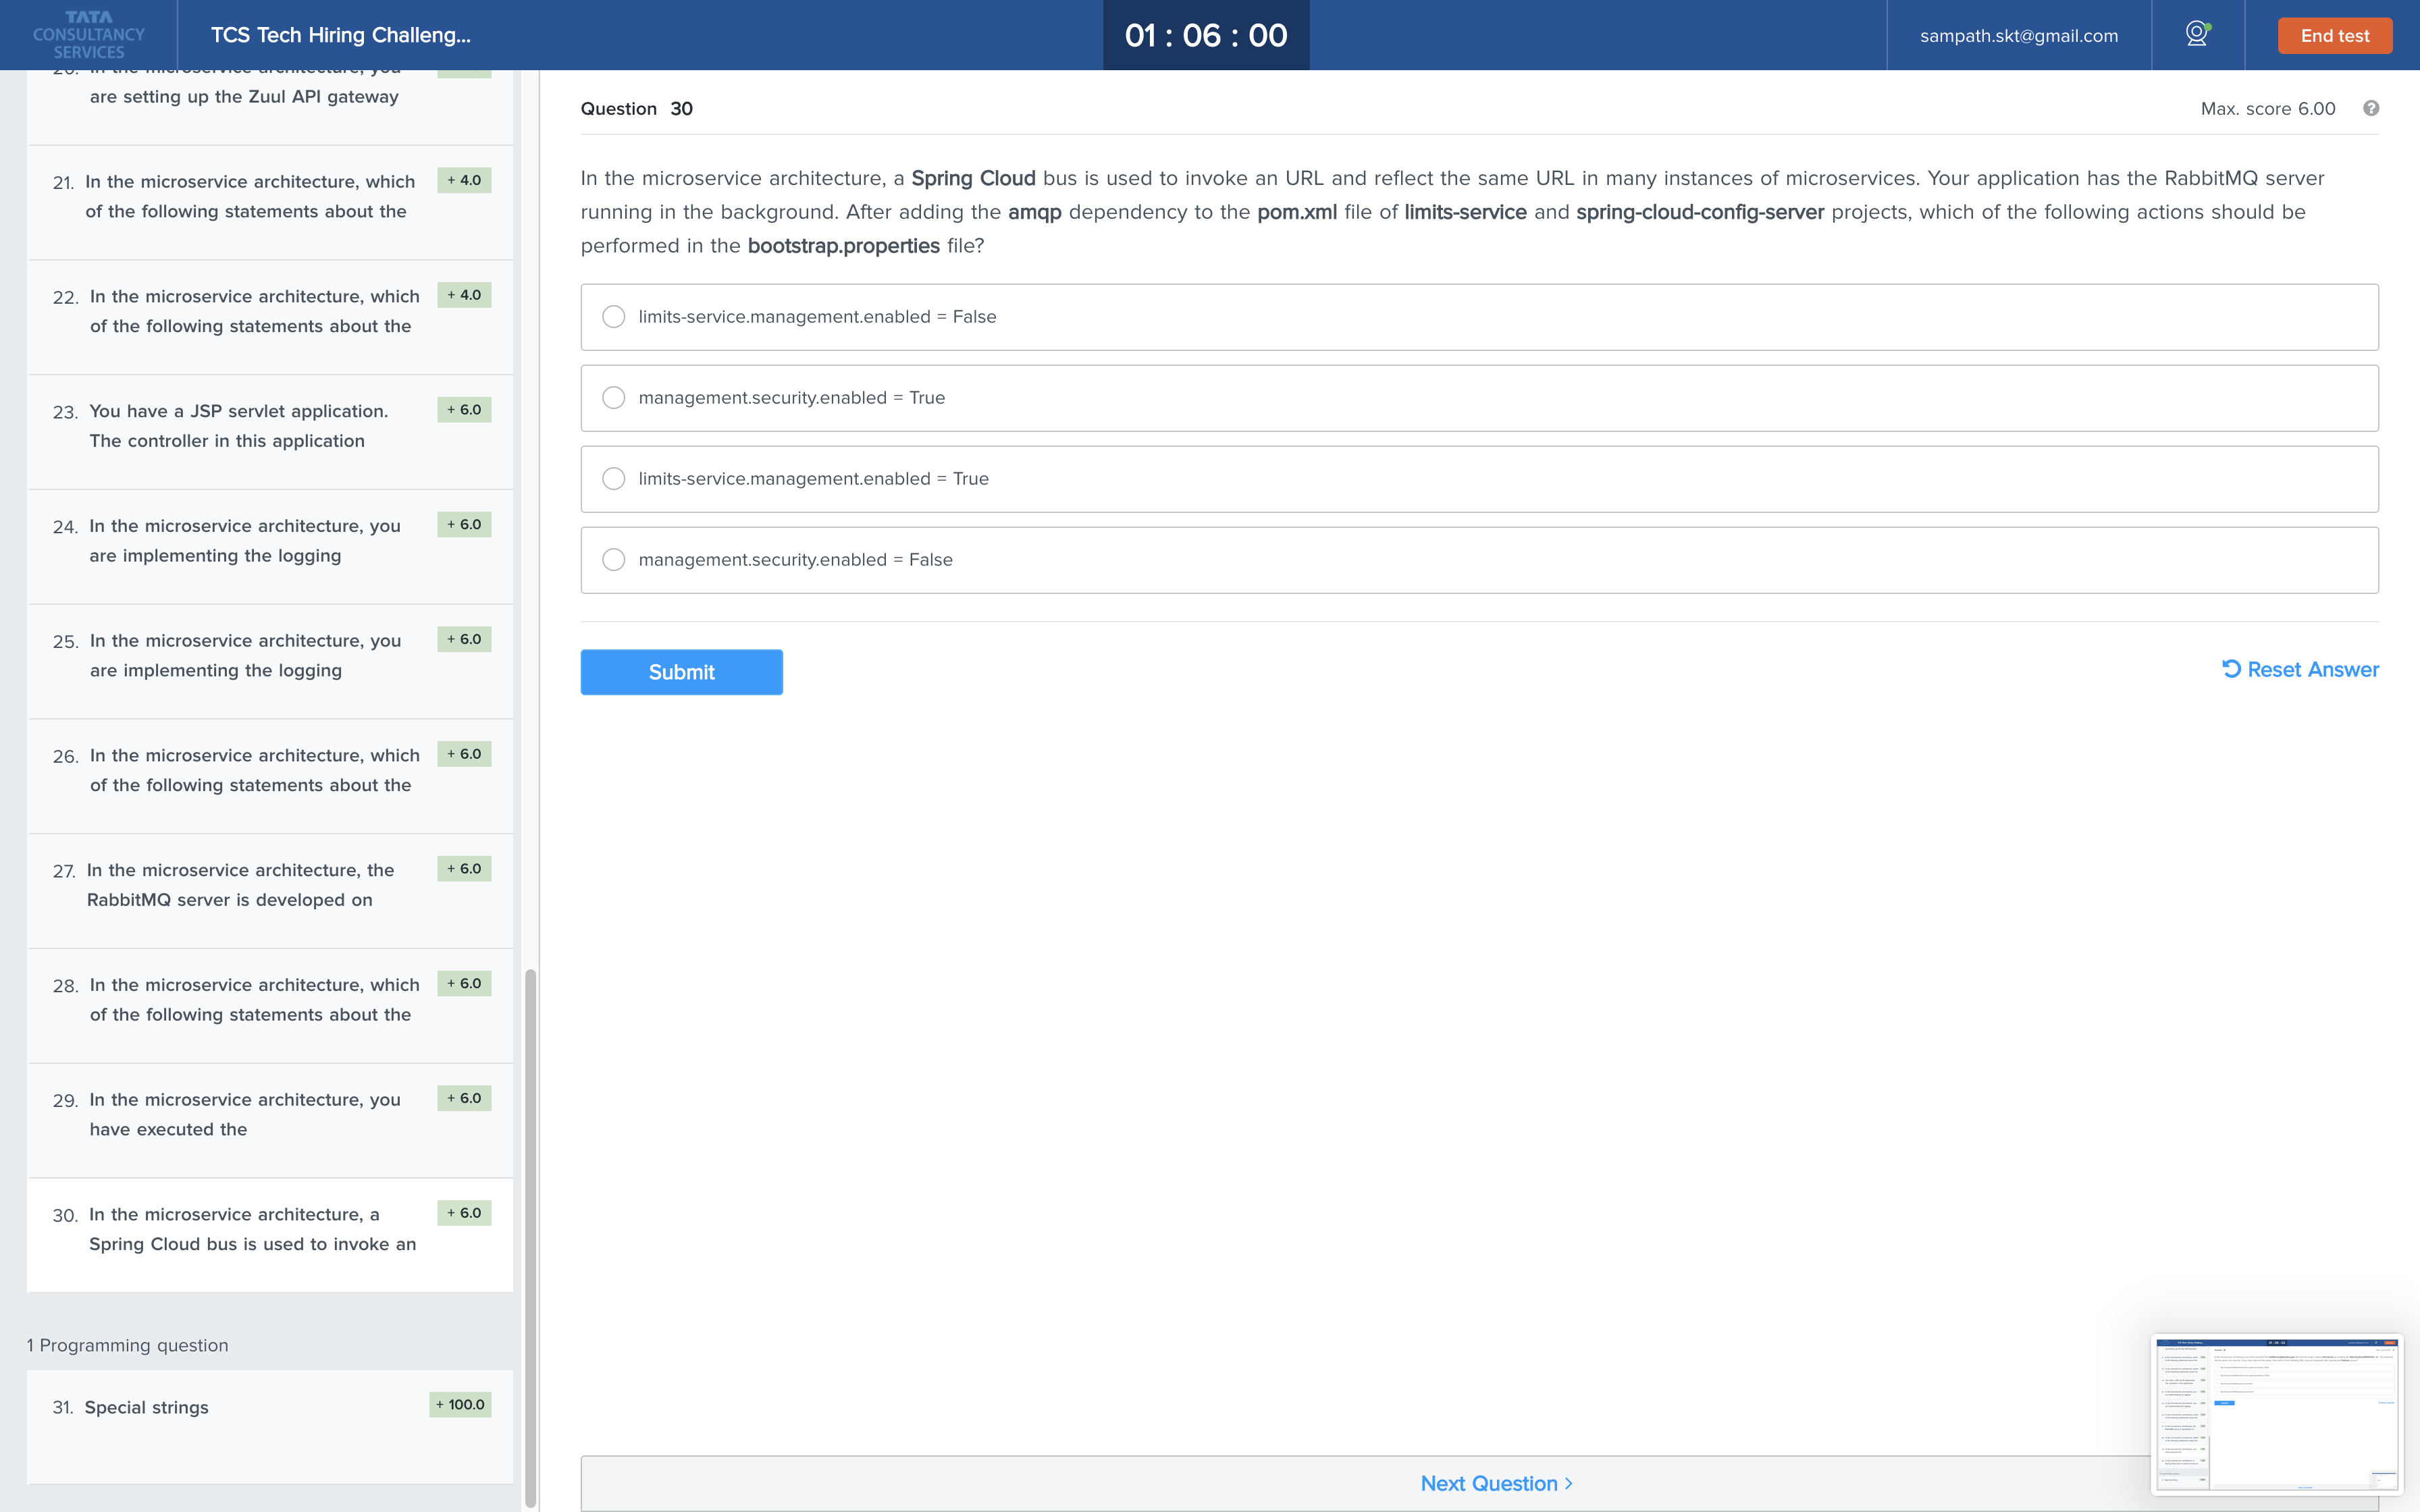 TATA
CONSULTANCY
SERVICES
TCS Tech Hiring Challeng...
01 : 06 : 00
sampath.skt@gmail.com
End test
20. In the microservice architecture, you
are setting up the Zuul API gateway
21. In the microservice architecture, which + 4.0
of the following statements about the
22. In the microservice architecture, which + 4.0
of the following statements about the
23. You have a JSP servlet application. + 6.0
The controller in this application
24. In the microservice architecture, you + 6.0
are implementing the logging
25. In the microservice architecture, you + 6.0
are implementing the logging
26. In the microservice architecture, which + 6.0
of the following statements about the
27. In the microservice architecture, the + 6.0
RabbitMQ server is developed on
28. In the microservice architecture, which + 6.0
of the following statements about the
29. In the microservice architecture, you + 6.0
have executed the
30. In the microservice architecture, a + 6.0
Spring Cloud bus is used to invoke an
1 Programming question
31. Special strings + 100.0
Question 30
Max. score 6.00 ?
In the microservice architecture, a Spring Cloud bus is used to invoke an URL and reflect the same URL in many instances of microservices. Your application has the RabbitMQ server
running in the background. After adding the amqp dependency to the pom.xml file of limits-service and spring-cloud-config-server projects, which of the following actions should be
performed in the bootstrap.properties file?
limits-service.management.enabled = False
management.security.enabled = True
limits-service.management.enabled = True
management.security.enabled = False
Submit
Reset Answer
Next Question >